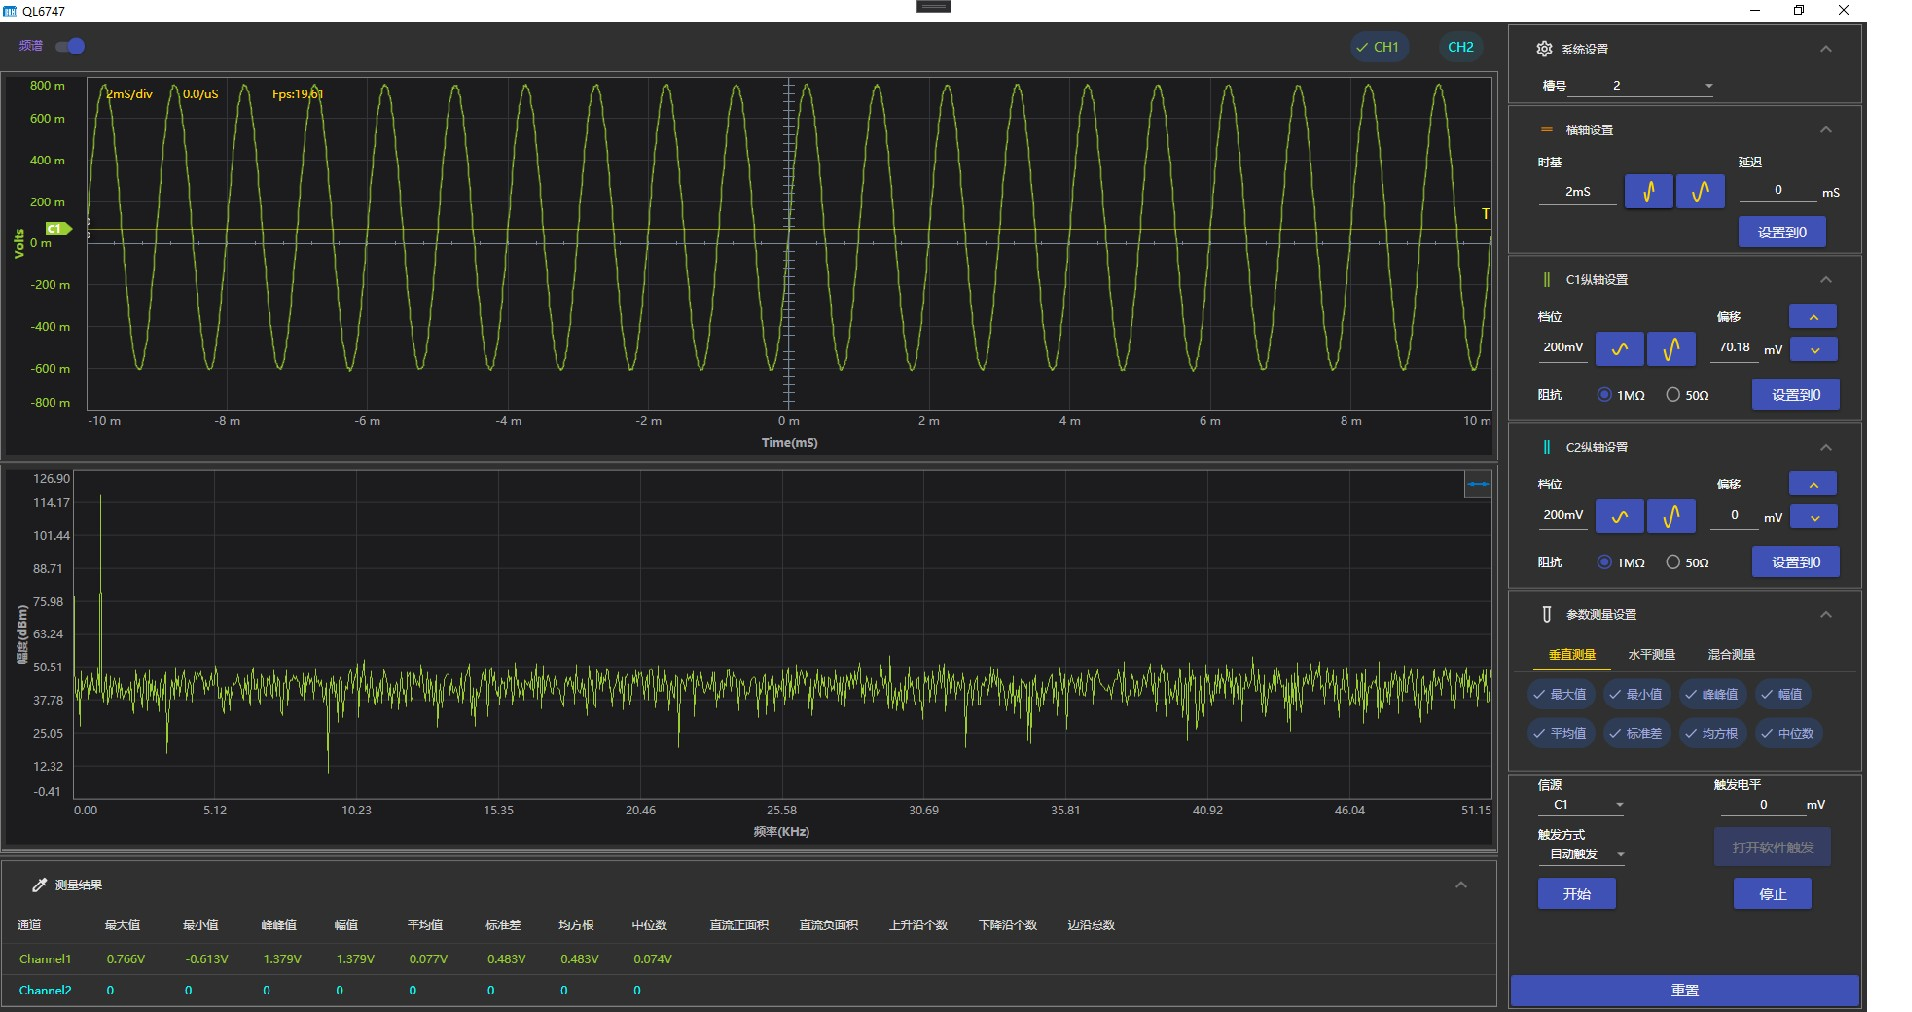 QL6747
频谱
CH1
CH2
2mS/div 0.0/uS Fps:19.61
800 m
600 m
400 m
200 m
0 m
-200 m
-400 m
-600 m
-800 m
Volts
C1
T
-10 m -8 m -6 m -4 m -2 m 0 m 2 m 4 m 6 m 8 m 10 m
Time(mS)
126.90
114.17
101.44
88.71
75.98
63.24
50.51
37.78
25.05
12.32
-0.41
幅度(dBm)
0.00 5.12 10.23 15.35 20.46 25.58 30.69 35.81 40.92 46.04 51.15
频率(KHz)
测量结果
通道 最大值 最小值 峰峰值 幅值 平均值 标准差 均方根 中位数 直流正面积 直流负面积 上升沿个数 下降沿个数 边沿总数
Channel1 0.766V -0.613V 1.379V 1.379V 0.077V 0.483V 0.483V 0.074V
Channel2 0 0 0 0 0 0 0 0
系统设置
槽号 2
横轴设置
时基 延迟
2mS 0 mS
设置到0
C1纵轴设置
档位 偏移
200mV 70.18 mV
阻抗 1MΩ 50Ω 设置到0
C2纵轴设置
档位 偏移
200mV 0 mV
阻抗 1MΩ 50Ω 设置到0
参数测量设置
垂直测量 水平测量 混合测量
最大值 最小值 峰峰值 幅值
平均值 标准差 均方根 中位数
信源 触发电平
C1 0 mV
触发方式
自动触发 打开软件触发
开始 停止
重置